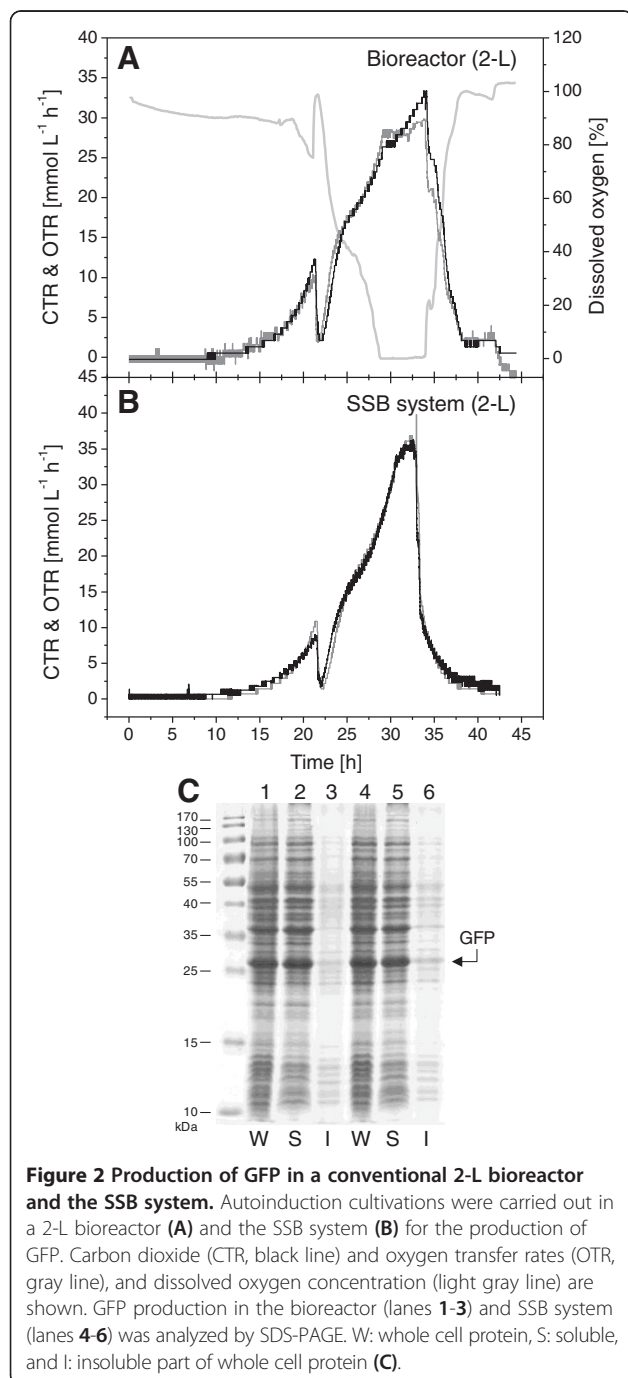 A
Bioreactor (2-L)
40
35
30
25
20
15
10
5
0
CTR & OTR [mmol L⁻¹ h⁻¹]
120
100
80
60
40
20
0
Dissolved oxygen [%]
B
SSB system (2-L)
45
40
35
30
25
20
15
10
5
0
CTR & OTR [mmol L⁻¹ h⁻¹]
0 5 10 15 20 25 30 35 40 45
Time [h]
C
1 2 3 4 5 6
170
130
100
70
55
40
35
25
15
10
kDa
GFP
W S I W S I
Figure 2 Production of GFP in a conventional 2-L bioreactor
and the SSB system. Autoinduction cultivations were carried out in
a 2-L bioreactor (A) and the SSB system (B) for the production of
GFP. Carbon dioxide (CTR, black line) and oxygen transfer rates (OTR,
gray line), and dissolved oxygen concentration (light gray line) are
shown. GFP production in the bioreactor (lanes 1-3) and SSB system
(lanes 4-6) was analyzed by SDS-PAGE. W: whole cell protein, S: soluble,
and I: insoluble part of whole cell protein (C).